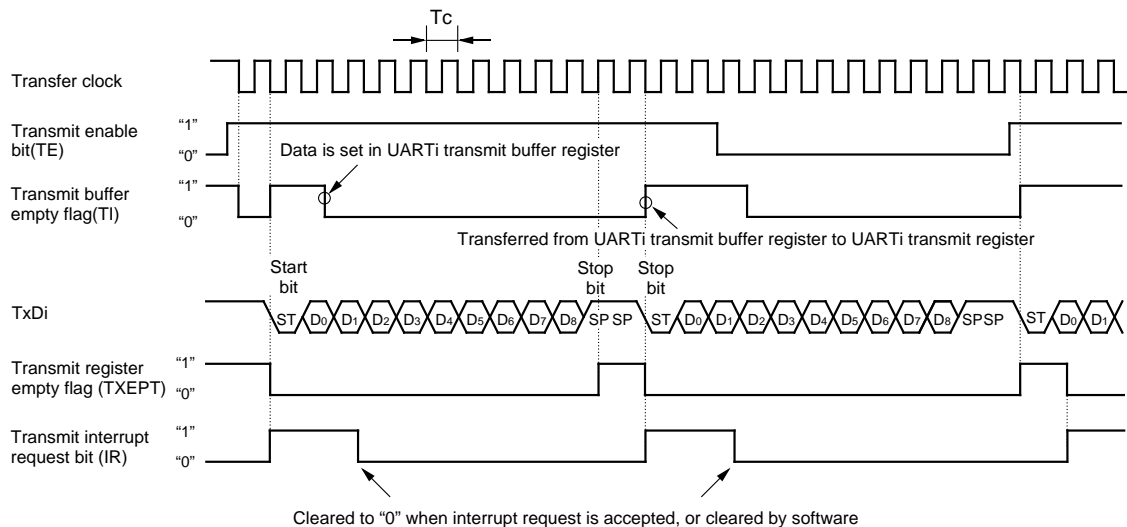 Tc
Transfer clock
Transmit enable
bit(TE)
“1”
“0”
Data is set in UARTi transmit buffer register
Transmit buffer
empty flag(TI)
“1”
“0”
Transferred from UARTi transmit buffer register to UARTi transmit register
Start
bit
Stop
bit
Stop
bit
TxDi
ST D0 D1 D2 D3 D4 D5 D6 D7 D8 SP SP ST D0 D1 D2 D3 D4 D5 D6 D7 D8 SP SP ST D0 D1
Transmit register
empty flag (TXEPT)
“1”
“0”
Transmit interrupt
request bit (IR)
“1”
“0”
Cleared to “0” when interrupt request is accepted, or cleared by software